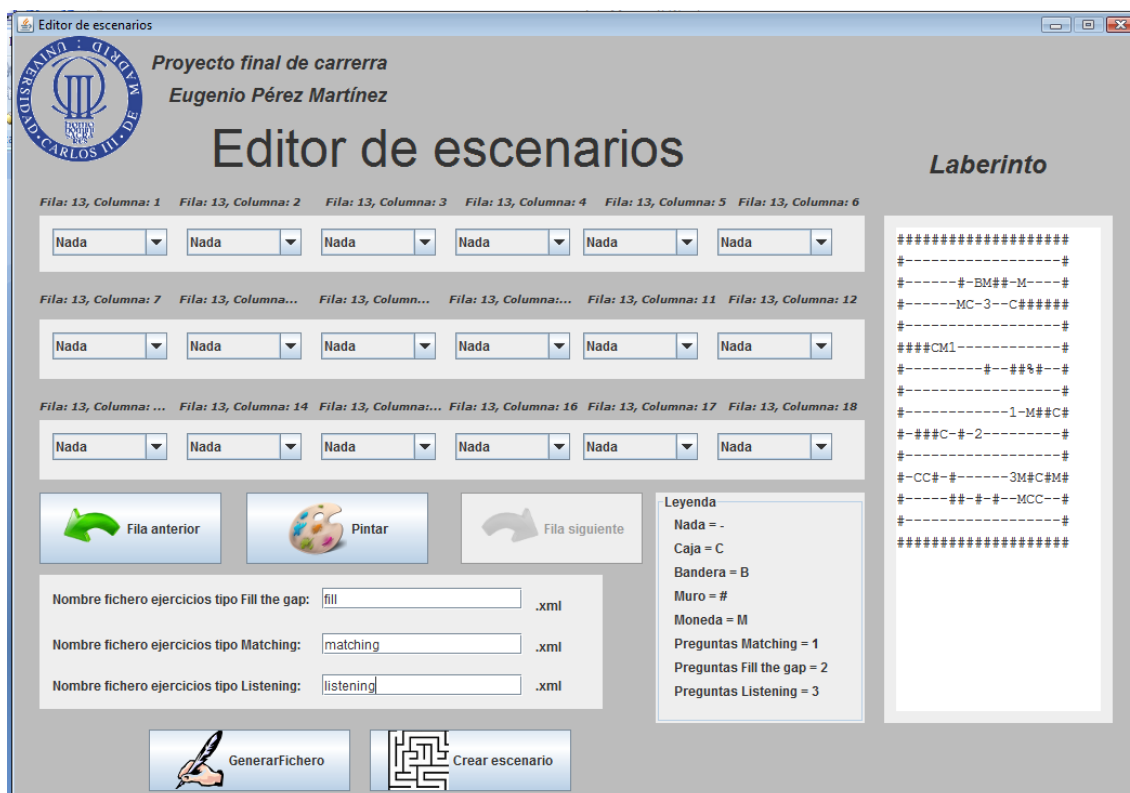 Editor de escenarios
UNIVERSIDAD · CARLOS III · DE MADRID
Proyecto final de carrerra
Eugenio Pérez Martínez
Editor de escenarios
Laberinto
Fila: 13, Columna: 1 Fila: 13, Columna: 2 Fila: 13, Columna: 3 Fila: 13, Columna: 4 Fila: 13, Columna: 5 Fila: 13, Columna: 6
Nada Nada Nada Nada Nada Nada
Fila: 13, Columna: 7 Fila: 13, Columna... Fila: 13, Column... Fila: 13, Columna:... Fila: 13, Columna: 11 Fila: 13, Columna: 12
Nada Nada Nada Nada Nada Nada
Fila: 13, Columna: ... Fila: 13, Columna: 14 Fila: 13, Columna:... Fila: 13, Columna: 16 Fila: 13, Columna: 17 Fila: 13, Columna: 18
Nada Nada Nada Nada Nada Nada
####################
#------------------#
#------#-BM##-M----#
#------MC-3--C######
#------------------#
####CM1------------#
#---------#--##%#--#
#------------------#
#------------1-M##C#
#-###C-#-2---------#
#------------------#
#-CC#-#------3M#C#M#
#-----##-#-#--MCC--#
#------------------#
####################
Fila anterior
Pintar
Fila siguiente
Leyenda
Nada = -
Caja = C
Bandera = B
Muro = #
Moneda = M
Preguntas Matching = 1
Preguntas Fill the gap = 2
Preguntas Listening = 3
Nombre fichero ejercicios tipo Fill the gap: fill .xml
Nombre fichero ejercicios tipo Matching: matching .xml
Nombre fichero ejercicios tipo Listening: listening .xml
GenerarFichero
Crear escenario